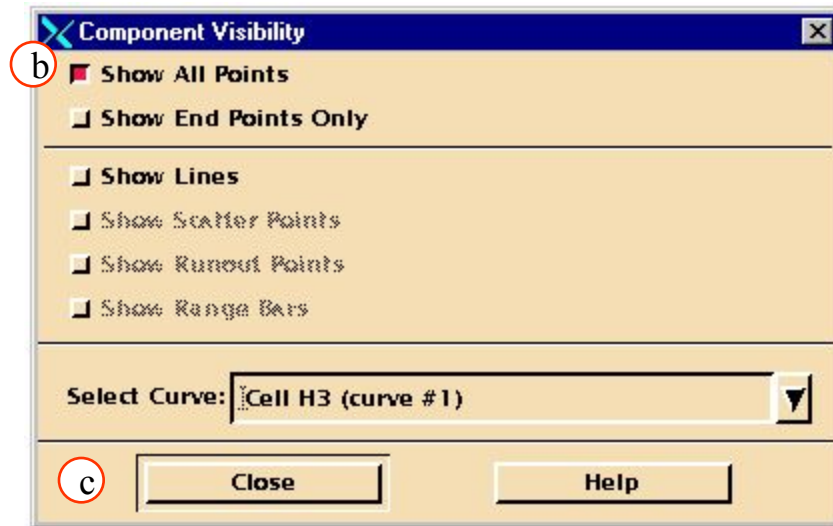 Component Visibility
b Show All Points
Show End Points Only
Show Lines
Show Scatter Points
Show Runout Points
Show Range Bars
Select Curve: Cell H3 (curve #1)
c Close Help